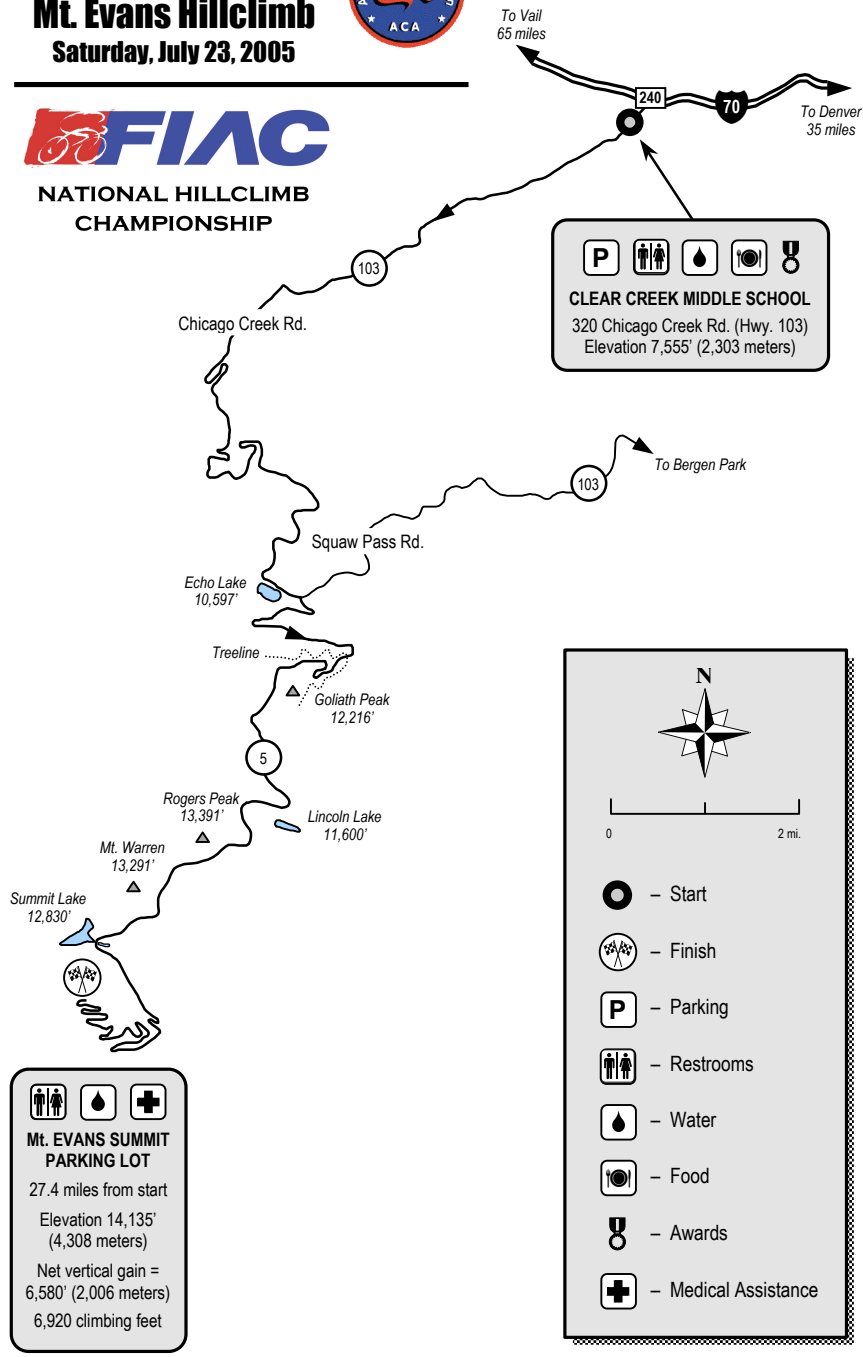 Mt. Evans Hillclimb
Saturday, July 23, 2005
ACA
FIAC
NATIONAL HILLCLIMB
CHAMPIONSHIP
To Vail
65 miles
240
70
To Denver
35 miles
P
CLEAR CREEK MIDDLE SCHOOL
320 Chicago Creek Rd. (Hwy. 103)
Elevation 7,555’ (2,303 meters)
103
Chicago Creek Rd.
To Bergen Park
103
Squaw Pass Rd.
Echo Lake
10,597’
Treeline
Goliath Peak
12,216’
5
Rogers Peak
13,391’
Lincoln Lake
11,600’
Mt. Warren
13,291’
Summit Lake
12,830’
Mt. EVANS SUMMIT
PARKING LOT
27.4 miles from start
Elevation 14,135’
(4,308 meters)
Net vertical gain =
6,580’ (2,006 meters)
6,920 climbing feet
N
0 2 mi.
– Start
– Finish
P – Parking
– Restrooms
– Water
– Food
– Awards
– Medical Assistance